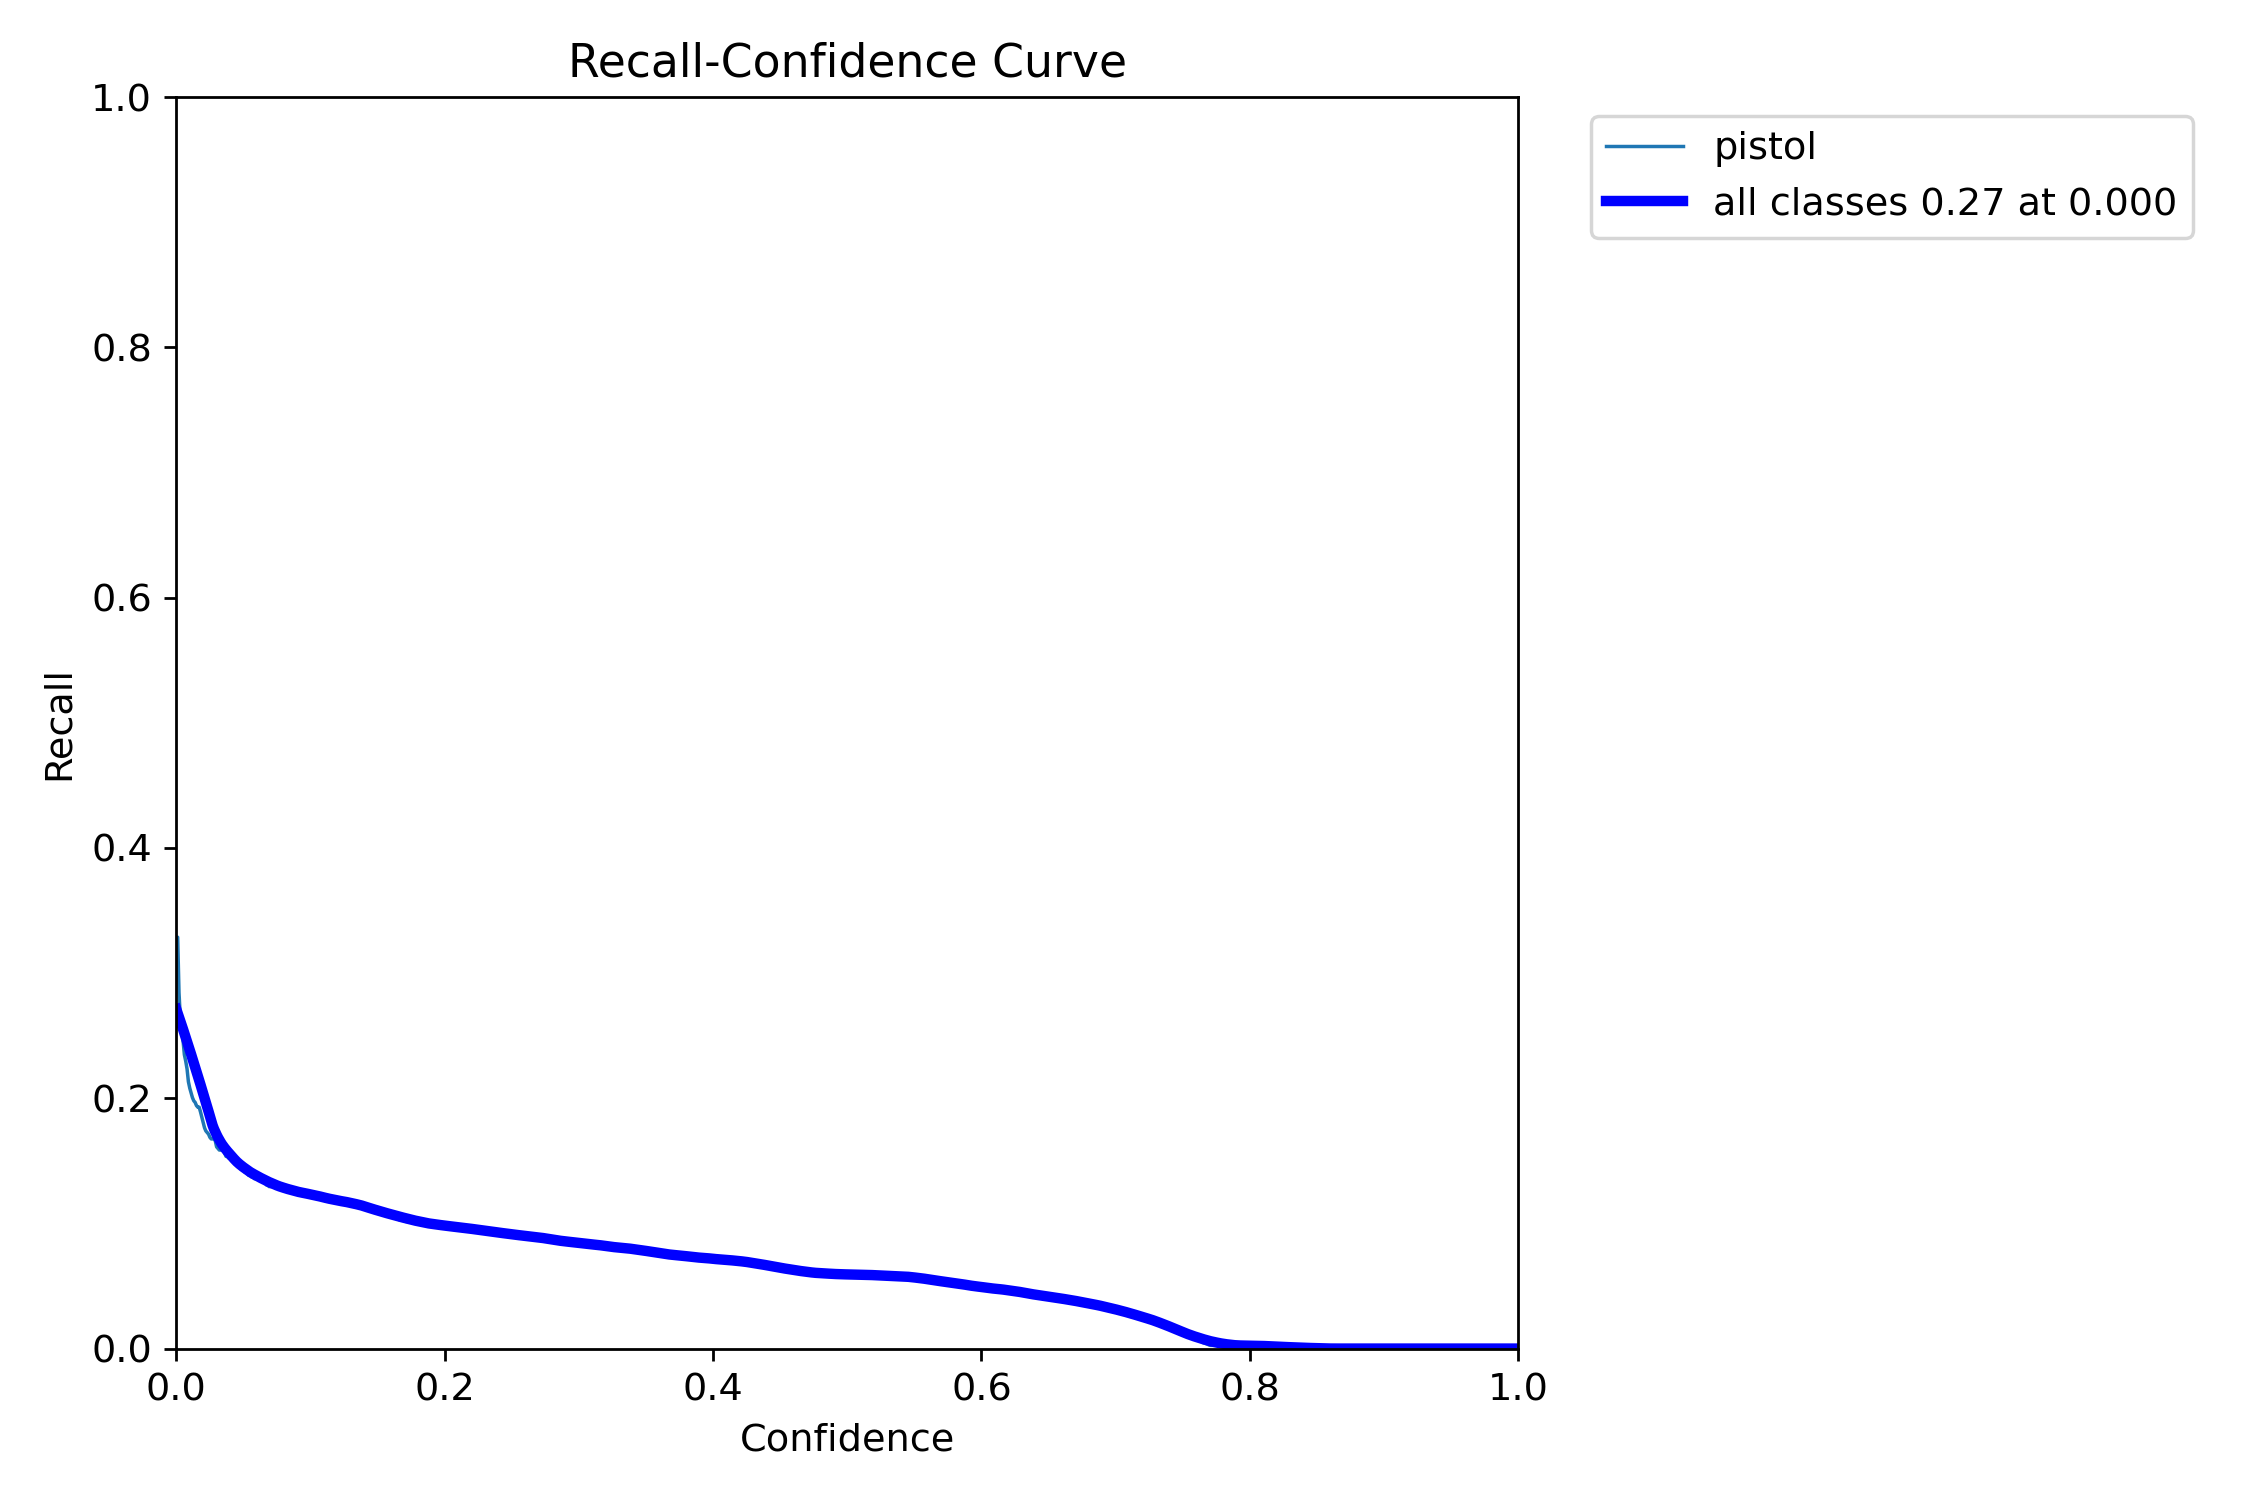 Recall-Confidence Curve
1.0
0.8
0.6
0.4
0.2
0.0
Recall
0.0 0.2 0.4 0.6 0.8 1.0
Confidence
pistol
all classes 0.27 at 0.000